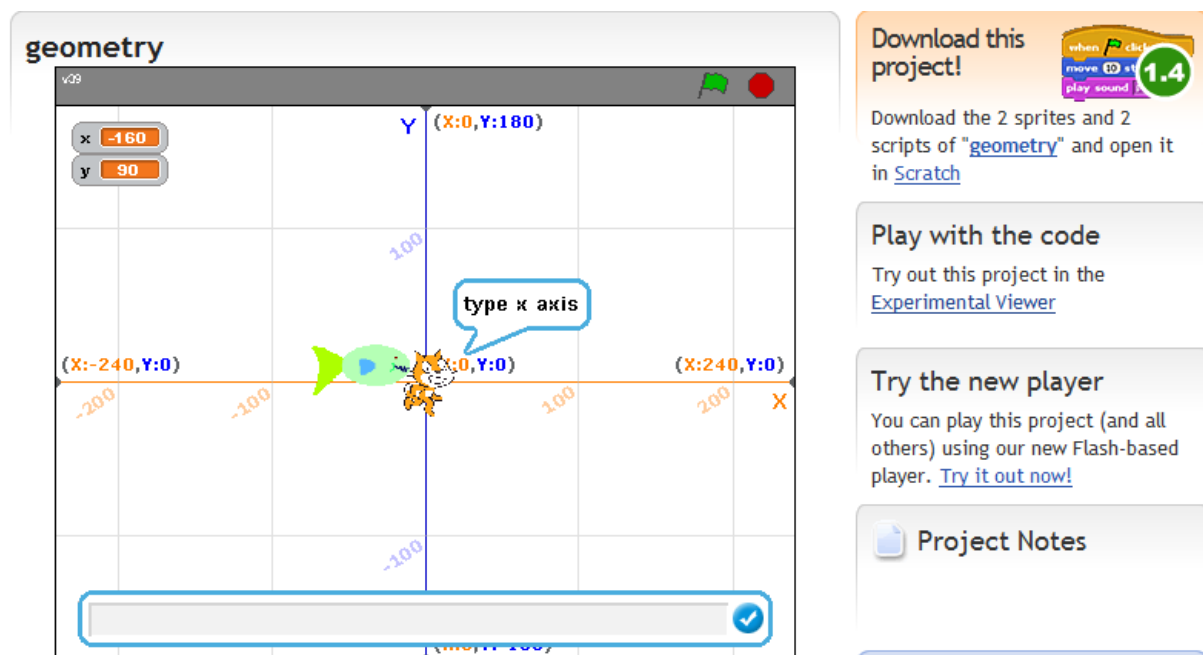 geometry
v39
x -160
y 90
Y (X:0,Y:180)
100
type x axis
(X:-240,Y:0)
:0,Y:0)
(X:240,Y:0)
-200
-100
100
200
X
-100
Download this
project!
when clic
move 10 st
play sound
1.4
Download the 2 sprites and 2
scripts of "geometry" and open it
in Scratch
Play with the code
Try out this project in the
Experimental Viewer
Try the new player
You can play this project (and all
others) using our new Flash-based
player. Try it out now!
Project Notes